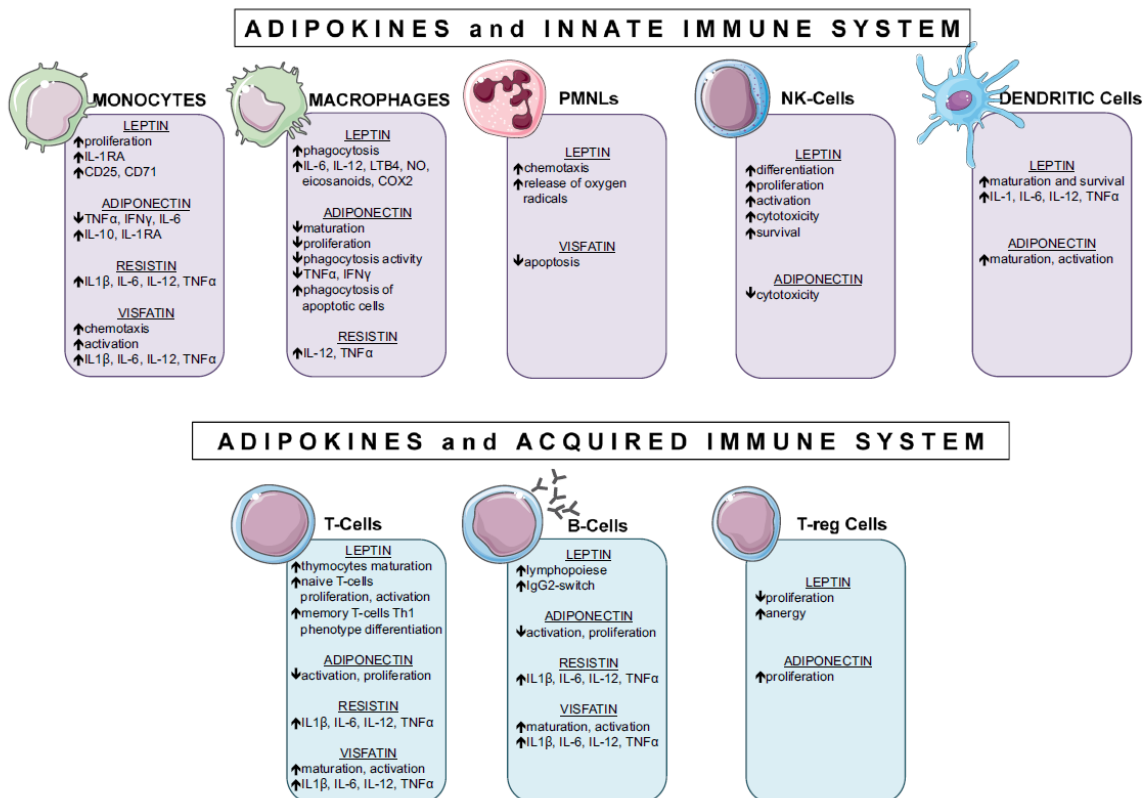 ADIPOKINES and INNATE IMMUNE SYSTEM
MONOCYTES
LEPTIN
↑proliferation
↑IL-1RA
↑CD25, CD71
ADIPONECTIN
↓TNFα, IFNγ, IL-6
↑IL-10, IL-1RA
RESISTIN
↑IL1β, IL-6, IL-12, TNFα
VISFATIN
↑chemotaxis
↑activation
↑IL1β, IL-6, IL-12, TNFα
MACROPHAGES
LEPTIN
↑phagocytosis
↑IL-6, IL-12, LTB4, NO,
eicosanoids, COX2
ADIPONECTIN
↓maturation
↓proliferation
↓phagocytosis activity
↓TNFα, IFNγ
↑phagocytosis of
apoptotic cells
RESISTIN
↑IL-12, TNFα
PMNLs
LEPTIN
↑chemotaxis
↑release of oxygen
radicals
VISFATIN
↓apoptosis
NK-Cells
LEPTIN
↑differentiation
↑proliferation
↑activation
↑cytotoxicity
↑survival
ADIPONECTIN
↓cytotoxicity
DENDRITIC Cells
LEPTIN
↑maturation and survival
↑IL-1, IL-6, IL-12, TNFα
ADIPONECTIN
↑maturation, activation
ADIPOKINES and ACQUIRED IMMUNE SYSTEM
T-Cells
LEPTIN
↑thymocytes maturation
↑naive T-cells
proliferation, activation
↑memory T-cells Th1
phenotype differentiation
ADIPONECTIN
↓activation, proliferation
RESISTIN
↑IL1β, IL-6, IL-12, TNFα
VISFATIN
↑maturation, activation
↑IL1β, IL-6, IL-12, TNFα
B-Cells
LEPTIN
↑lymphopoiese
↑IgG2-switch
ADIPONECTIN
↓activation, proliferation
RESISTIN
↑IL1β, IL-6, IL-12, TNFα
VISFATIN
↑maturation, activation
↑IL1β, IL-6, IL-12, TNFα
T-reg Cells
LEPTIN
↓proliferation
↑anergy
ADIPONECTIN
↑proliferation